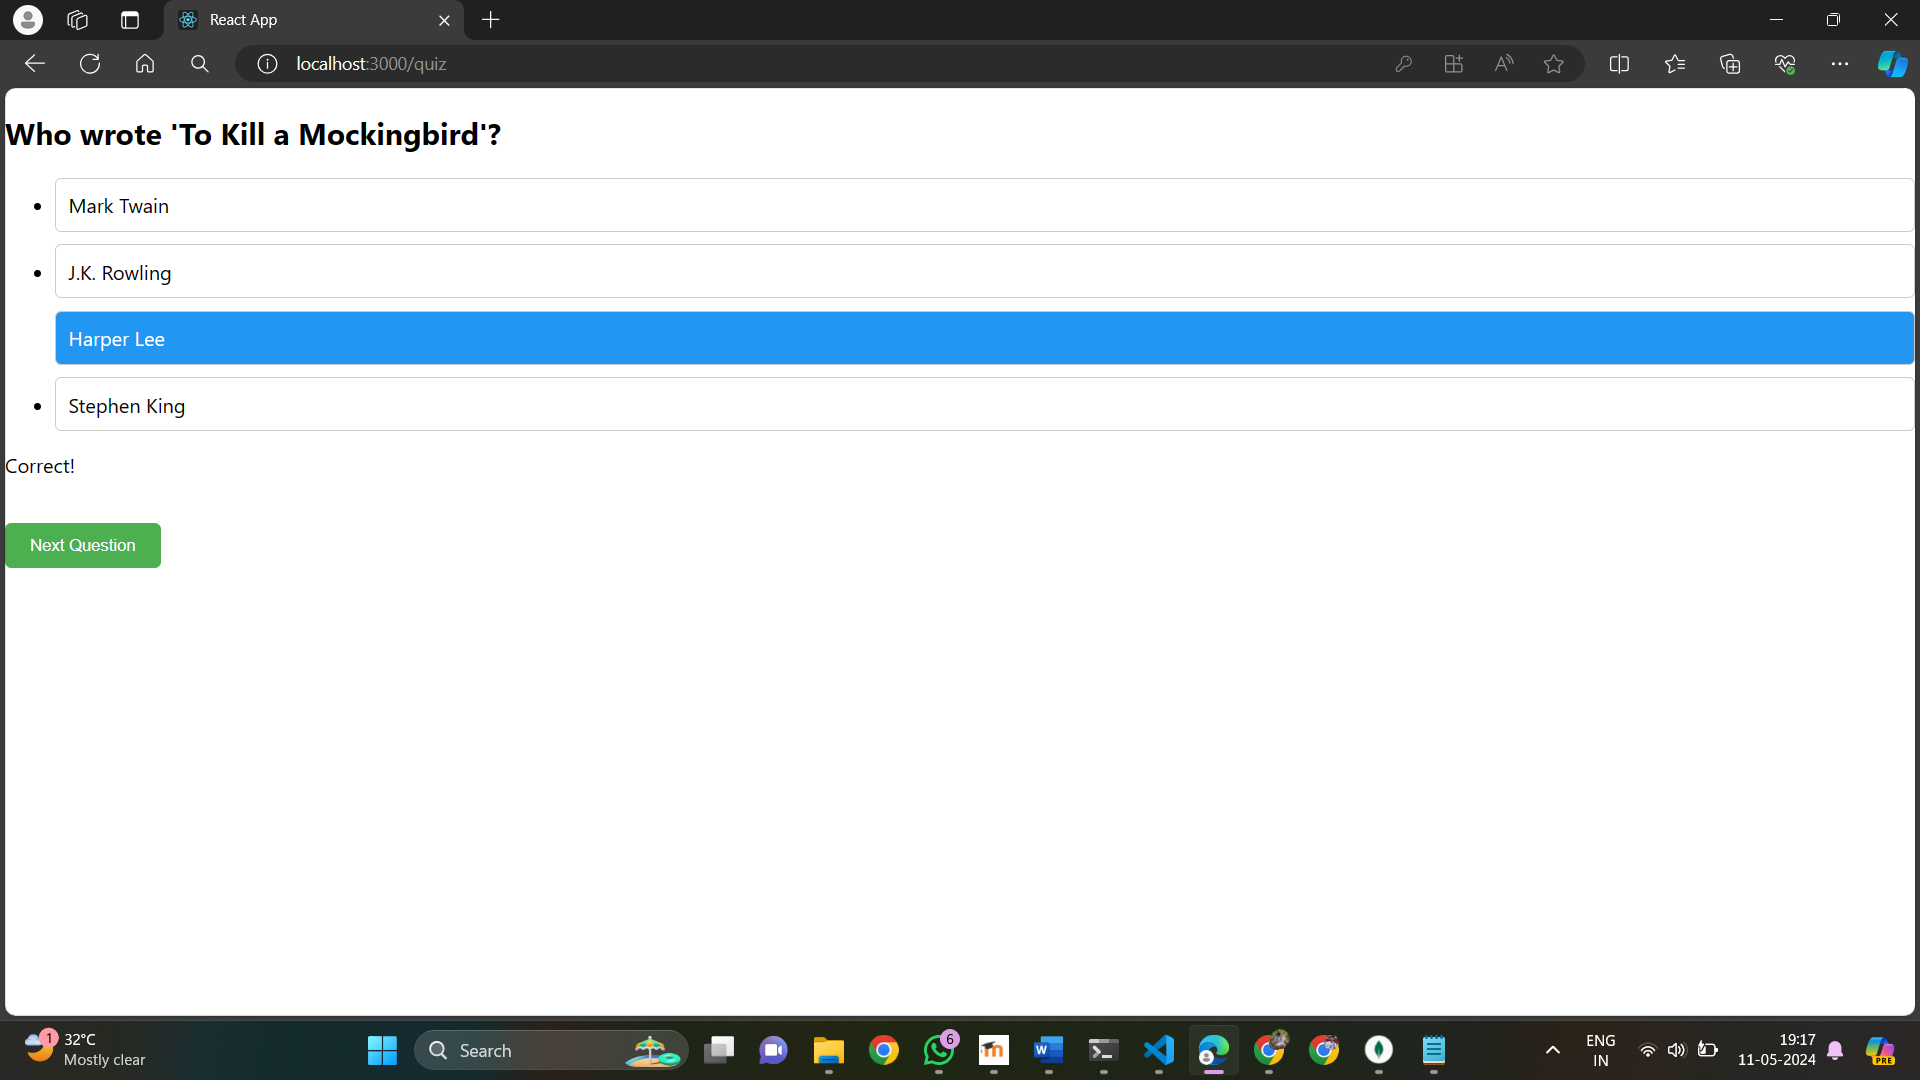 React App
localhost:3000/quiz
Who wrote 'To Kill a Mockingbird'?
Mark Twain
J.K. Rowling
Harper Lee
Stephen King
Correct!
Next Question
1
32°C
Mostly clear
Search
6
ENG
IN
19:17
11-05-2024
PRE